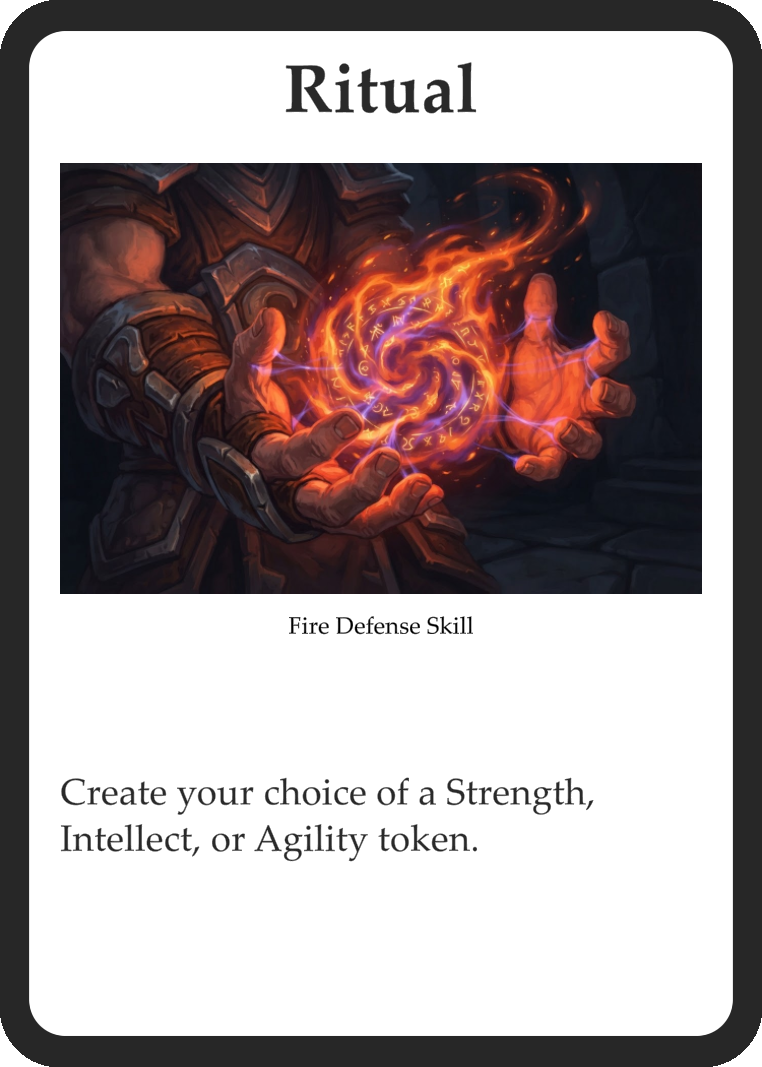 Ritual
Fire Defense Skill
Create your choice of a Strength,
Intellect, or Agility token.